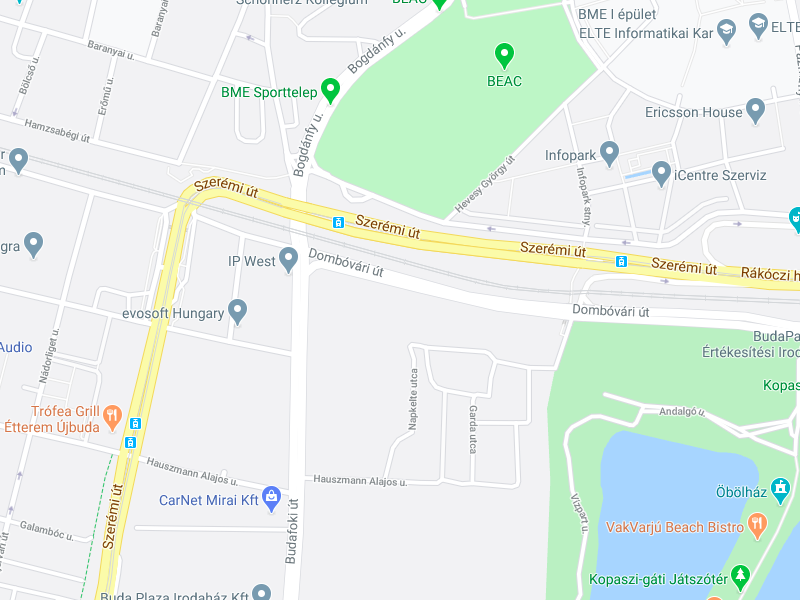 Schönherz Kollégium
BEAC
BME I épület
ELTE Informatikai Kar
ELTE
Baranyai
Baranyai u.
Bogdánfy u.
BEAC
Bölcső u.
Erőmű u.
BME Sporttelep
Ericsson House
Hamzsabégi út
Bogdánfy u.
Infopark
Hevesy György út
Infopark stny.
iCentre Szerviz
Szerémi út
Szerémi út
Szerémi út
Szerémi út
Rákóczi h
gra
IP West
Dombóvári út
evosoft Hungary
Dombóvári út
Nádorliget u.
Audio
BudaPa
Értékesítési Irod
Napkelte utca
Kopasz
Trófea Grill
Étterem Újbuda
Garda utca
Andalgó u.
Hauszmann Alajos u.
Hauszmann Alajos u.
CarNet Mirai Kft
Öbölház
Szerémi út
Budafoki út
Vízpart u.
VakVarjú Beach Bistro
Galambóc u.
Kopaszi-gáti Játszótér
Buda Plaza Irodaház Kft